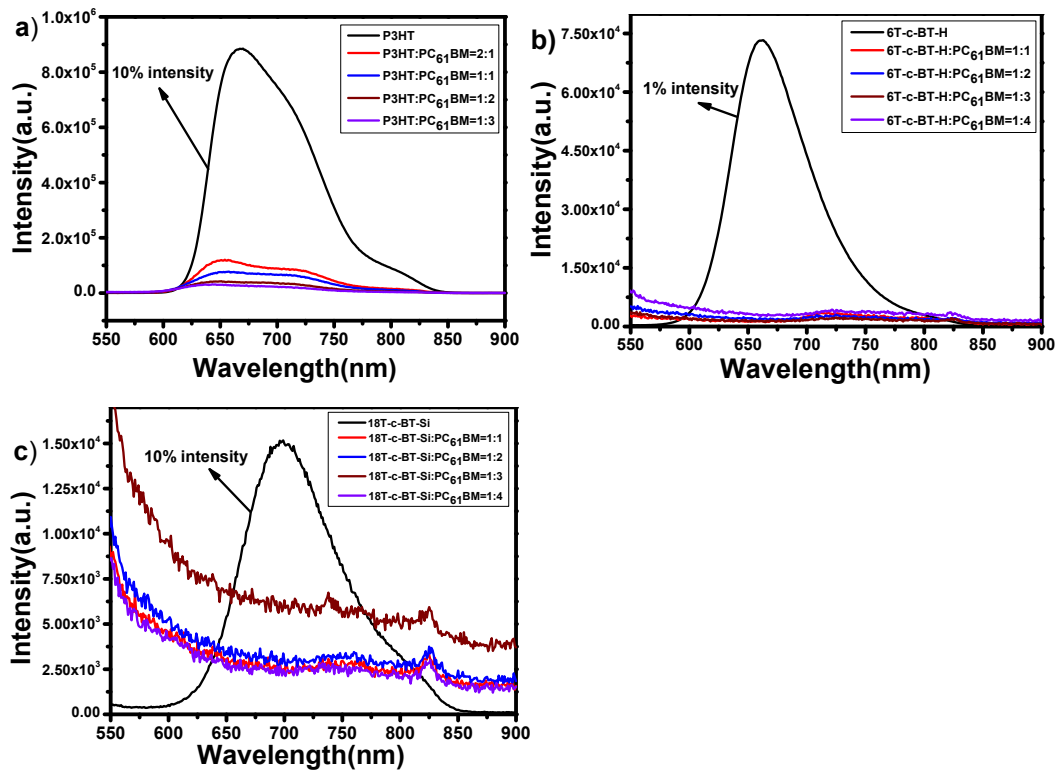 a)
P3HT
P3HT:PC61BM=2:1
P3HT:PC61BM=1:1
P3HT:PC61BM=1:2
P3HT:PC61BM=1:3
10% intensity
1.0x10^6
8.0x10^5
6.0x10^5
4.0x10^5
2.0x10^5
0.0
Intensity(a.u.)
550 600 650 700 750 800 850 900
Wavelength(nm)
b)
6T-c-BT-H
6T-c-BT-H:PC61BM=1:1
6T-c-BT-H:PC61BM=1:2
6T-c-BT-H:PC61BM=1:3
6T-c-BT-H:PC61BM=1:4
1% intensity
7.50x10^4
6.00x10^4
4.50x10^4
3.00x10^4
1.50x10^4
0.00
Intensity(a.u.)
550 600 650 700 750 800 850 900
Wavelength(nm)
c)
18T-c-BT-Si
18T-c-BT-Si:PC61BM=1:1
18T-c-BT-Si:PC61BM=1:2
18T-c-BT-Si:PC61BM=1:3
18T-c-BT-Si:PC61BM=1:4
10% intensity
1.50x10^4
1.25x10^4
1.00x10^4
7.50x10^3
5.00x10^3
2.50x10^3
0.00
Intensity(a.u.)
550 600 650 700 750 800 850 900
Wavelength(nm)